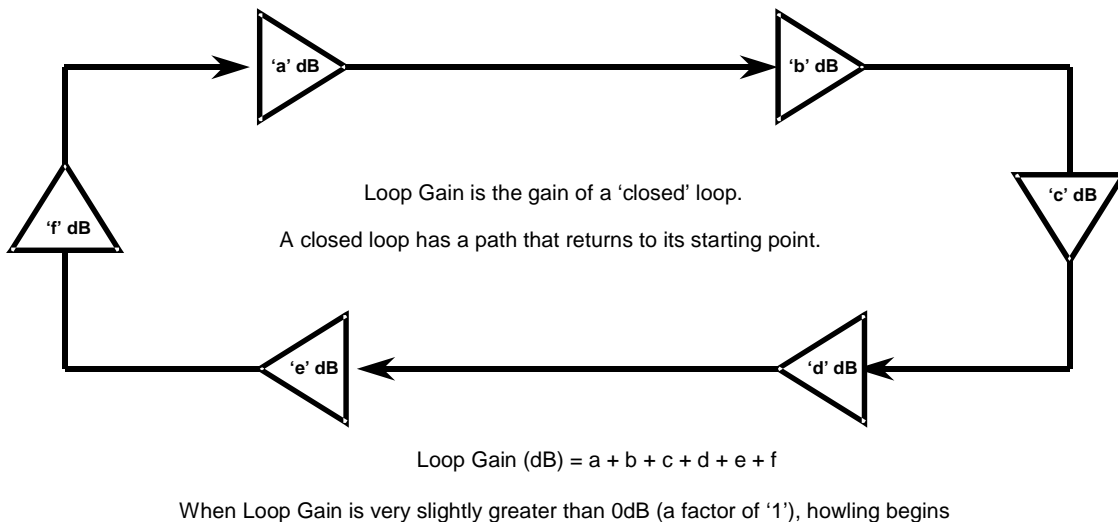 ‘a’ dB
‘b’ dB
‘c’ dB
Loop Gain is the gain of a ‘closed’ loop.
‘f’ dB
A closed loop has a path that returns to its starting point.
‘e’ dB
‘d’ dB
Loop Gain (dB) = a + b + c + d + e + f
When Loop Gain is very slightly greater than 0dB (a factor of ‘1’), howling begins